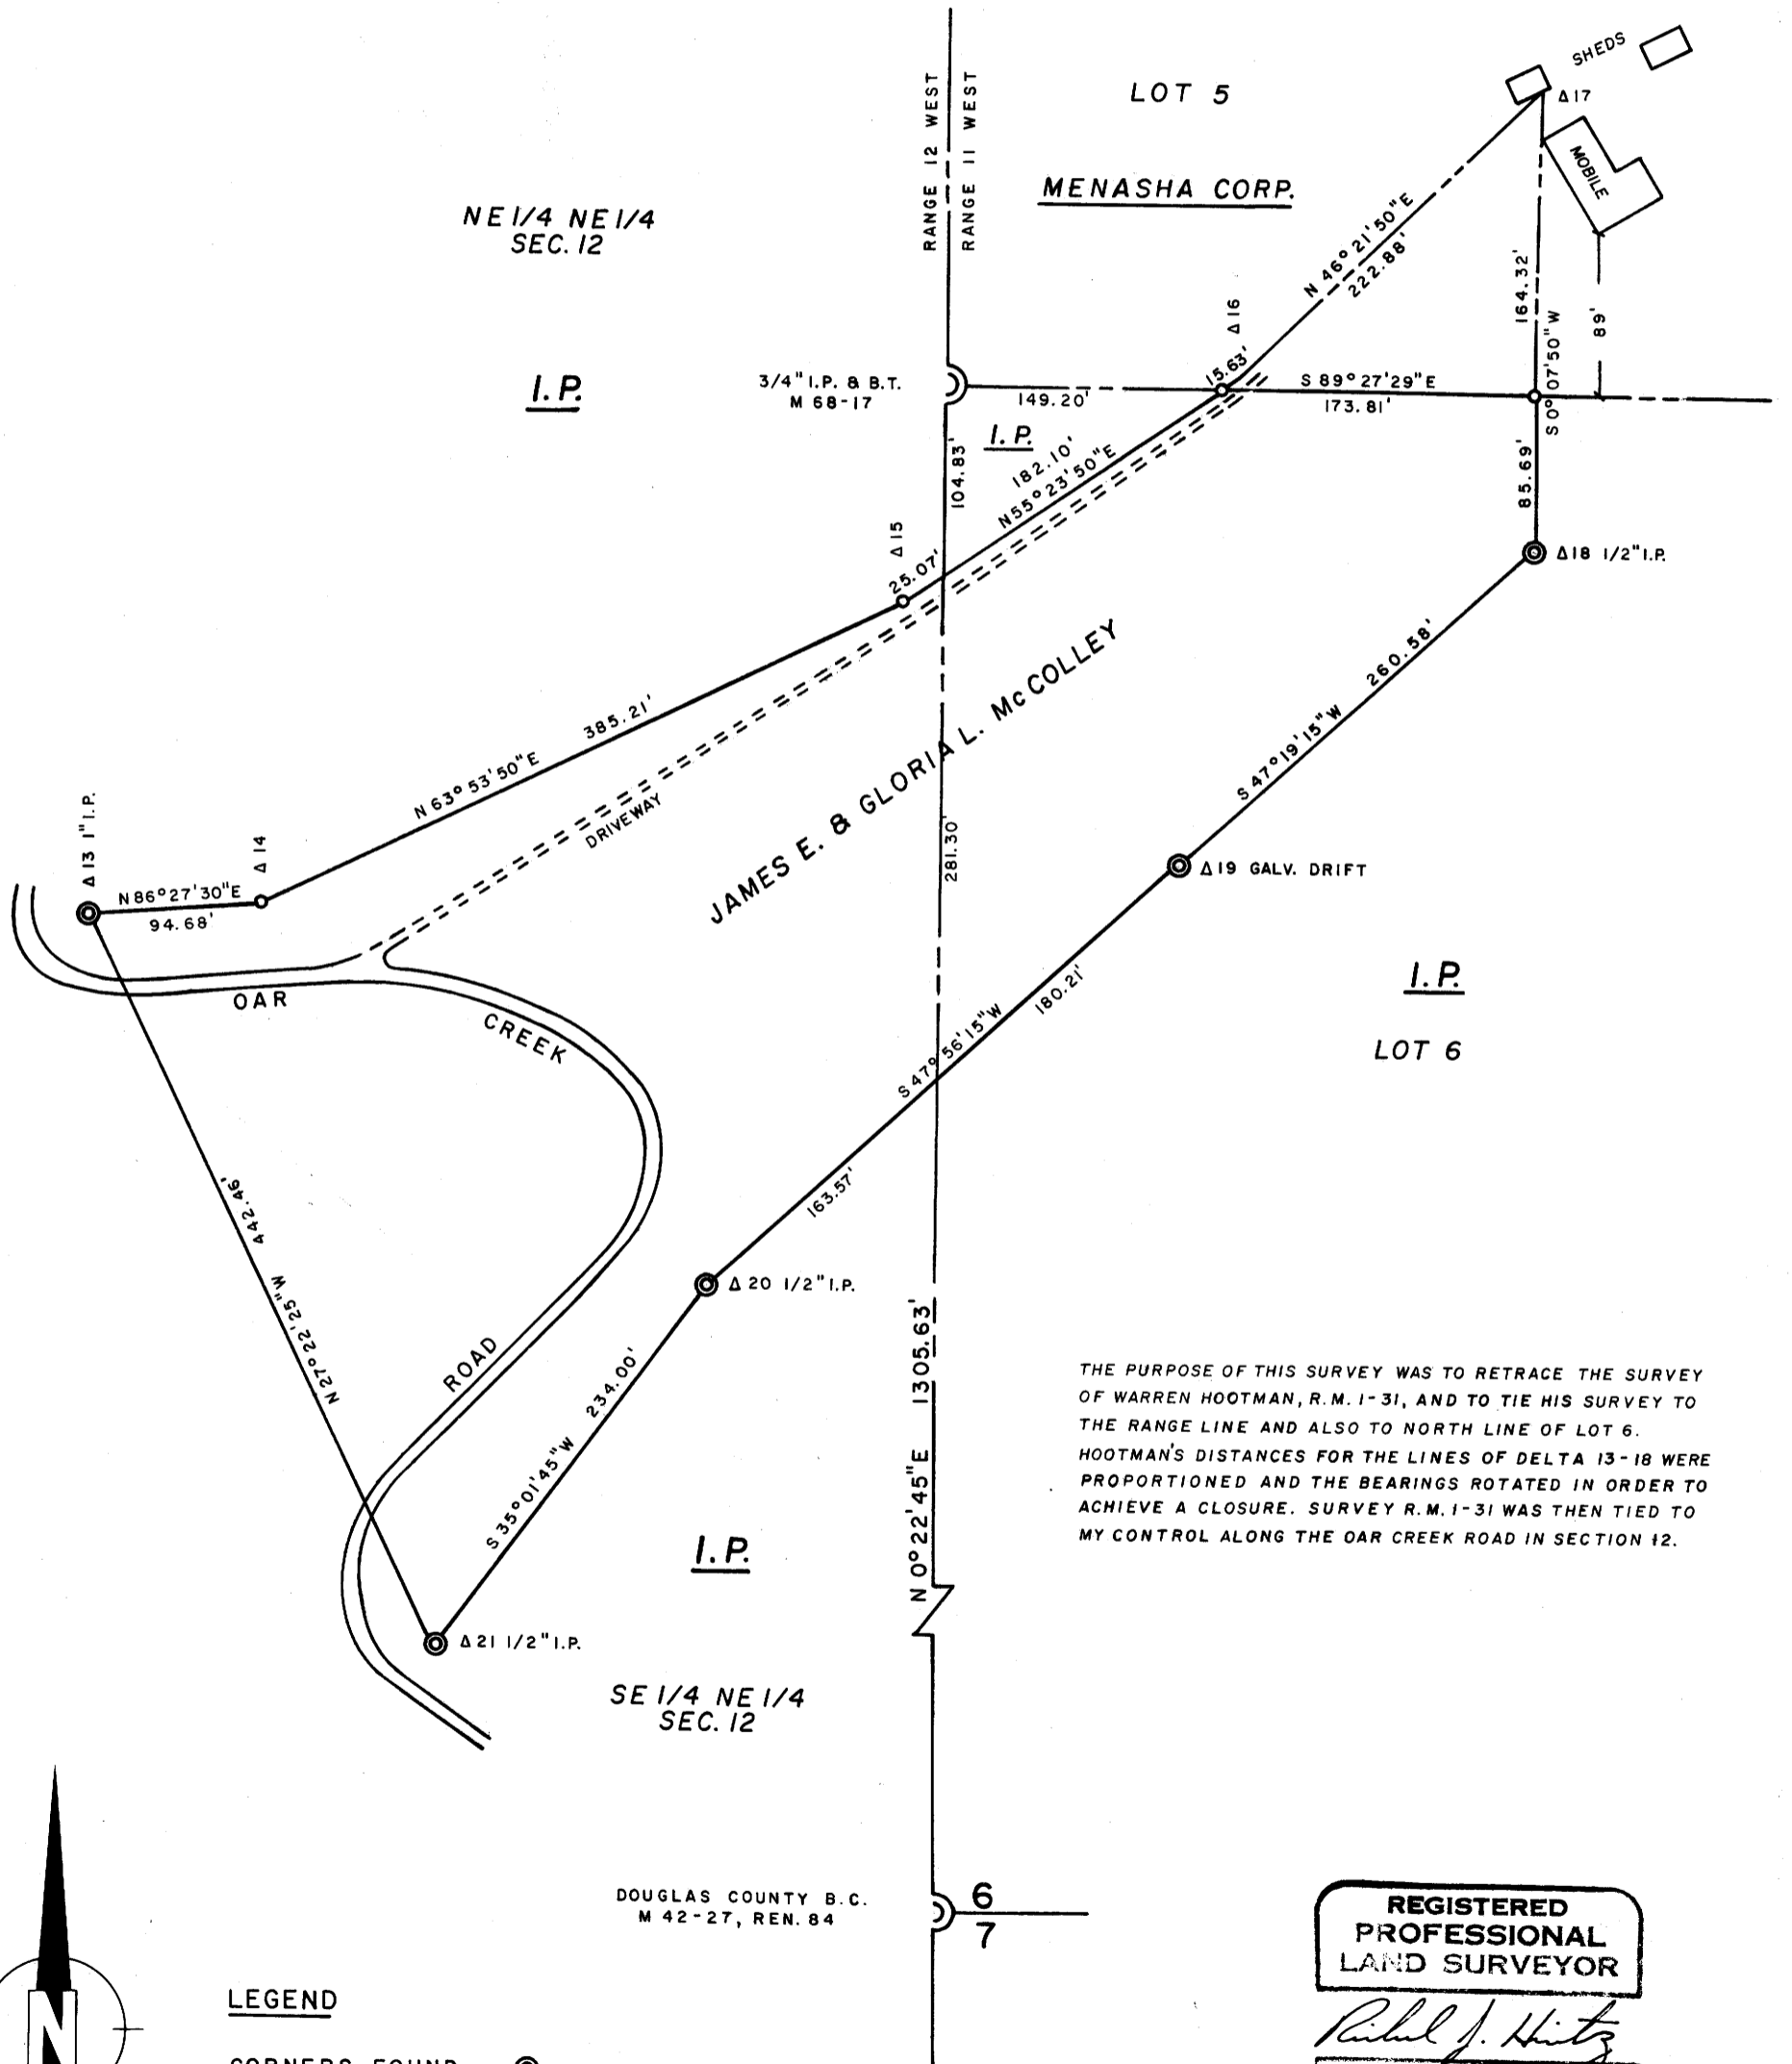 SHEDS
LOT 5
Δ17
RANGE 12 WEST
RANGE 11 WEST
MOBILE
MENASHA CORP.
NE 1/4 NE 1/4
SEC. 12
N 46° 21' 50" E
222.88'
164.32'
89'
S 0° 07' 50" W
Δ16
15.63'
3/4" I.P. & B.T.
M 68-17
I.P.
149.20'
S 89° 27' 29" E
173.81'
I.P.
104.83'
182.10'
N 55° 23' 50" E
85.69'
Δ15
25.07'
Δ18 1/2" I.P.
260.58'
S 47° 19' 15" W
385.21'
N 63° 53' 50" E
DRIVEWAY
JAMES E. & GLORIA L. McCOLLEY
281.30'
Δ13 1" I.P.
Δ14
N 86° 27' 30" E
94.68'
Δ19 GALV. DRIFT
I.P.
LOT 6
OAR
CREEK
ROAD
180.21'
S 47° 56' 15" W
163.57'
442.46'
N 27° 22' 25" W
Δ20 1/2" I.P.
234.00'
S 35° 01' 45" W
N 0° 22' 45" E 1305.63'
THE PURPOSE OF THIS SURVEY WAS TO RETRACE THE SURVEY
OF WARREN HOOTMAN, R.M. 1-31, AND TO TIE HIS SURVEY TO
THE RANGE LINE AND ALSO TO NORTH LINE OF LOT 6.
HOOTMAN'S DISTANCES FOR THE LINES OF DELTA 13-18 WERE
PROPORTIONED AND THE BEARINGS ROTATED IN ORDER TO
ACHIEVE A CLOSURE. SURVEY R.M. 1-31 WAS THEN TIED TO
MY CONTROL ALONG THE OAR CREEK ROAD IN SECTION 12.
I.P.
Δ21 1/2" I.P.
SE 1/4 NE 1/4
SEC. 12
DOUGLAS COUNTY B.C.
M 42-27, REN. 84
6
7
REGISTERED
PROFESSIONAL
LAND SURVEYOR
N
LEGEND
CORNERS FOUND